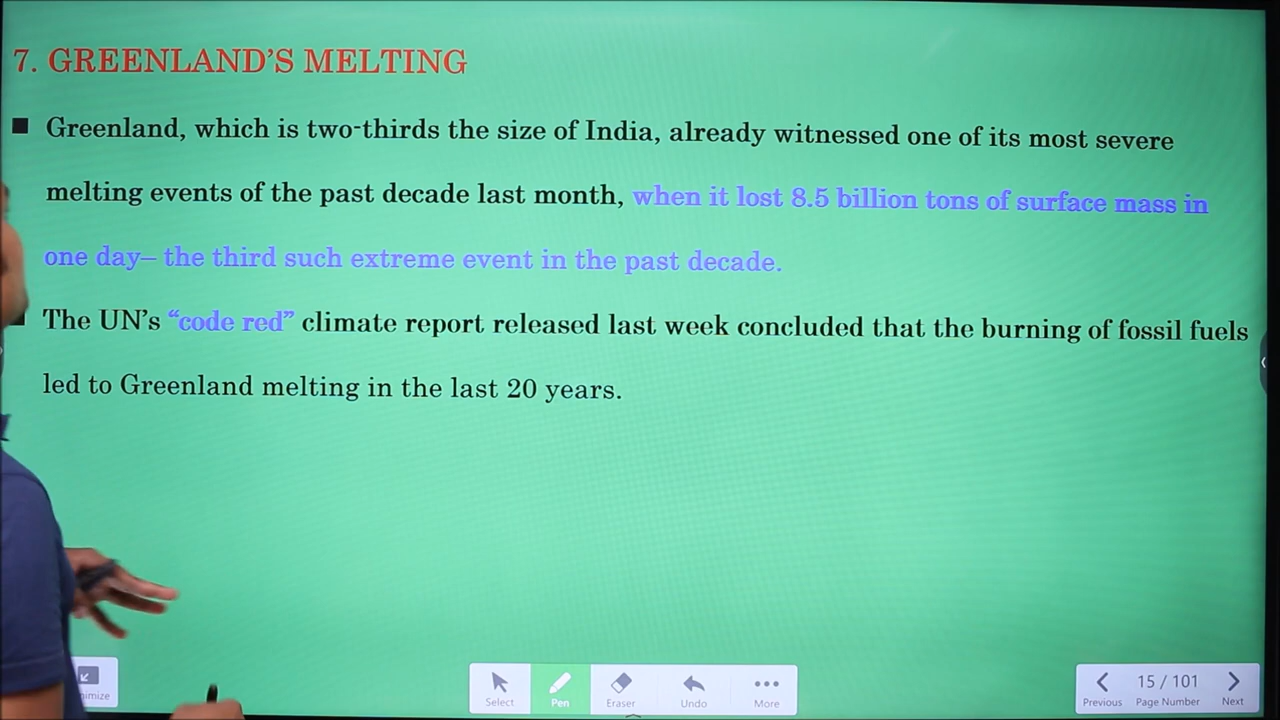 7. GREENLAND'S MELTING
■ Greenland, which is two-thirds the size of India, already witnessed one of its most severe
melting events of the past decade last month, when it lost 8.5 billion tons of surface mass in
one day– the third such extreme event in the past decade.
The UN's “code red” climate report released last week concluded that the burning of fossil fuels
led to Greenland melting in the last 20 years.
Select Pen Eraser Undo More
15 / 101
Previous Page Number Next